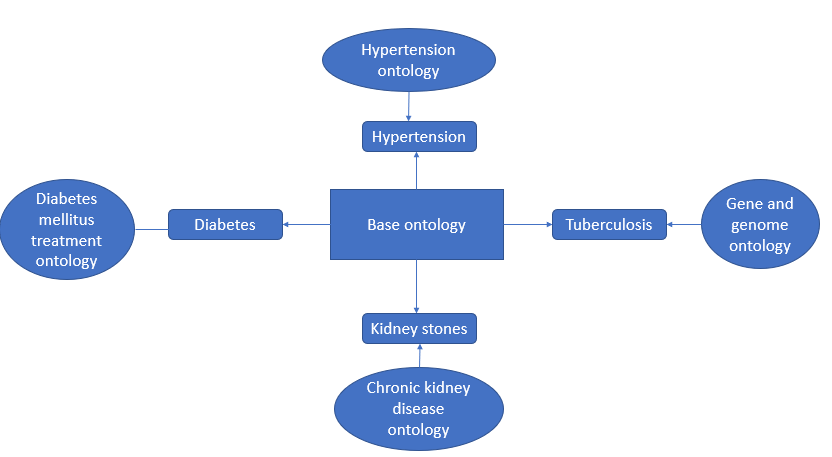 Hypertension
ontology
Hypertension
Diabetes
mellitus
treatment
ontology
Diabetes
Base ontology
Tuberculosis
Gene and
genome
ontology
Kidney stones
Chronic kidney
disease
ontology